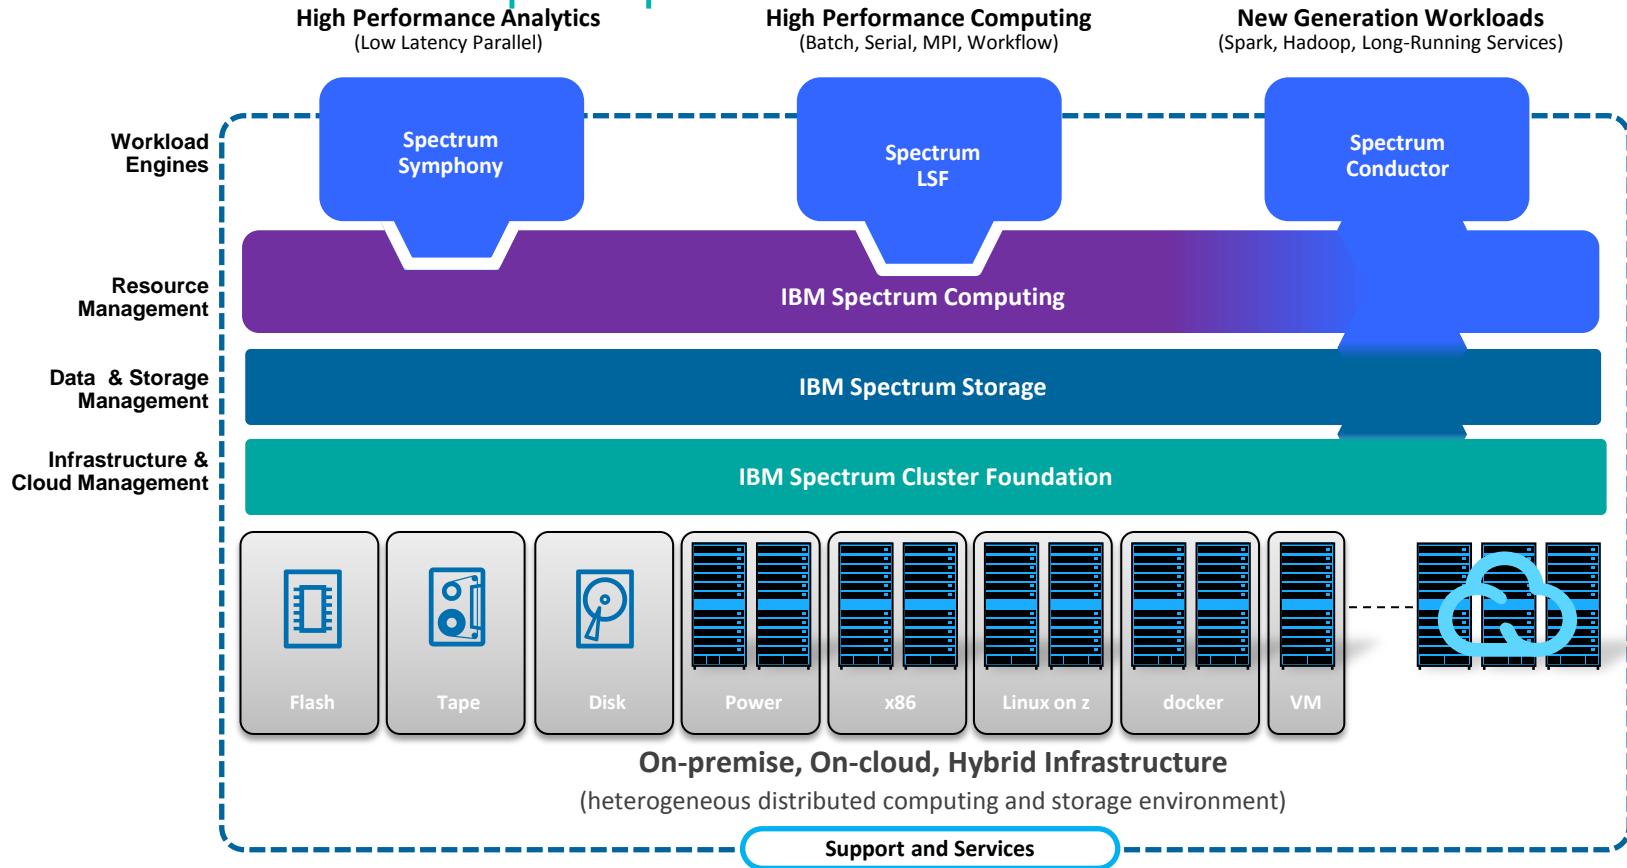 High Performance Analytics
(Low Latency Parallel)
High Performance Computing
(Batch, Serial, MPI, Workflow)
New Generation Workloads
(Spark, Hadoop, Long-Running Services)
Workload
Engines
Spectrum
Symphony
Spectrum
LSF
Spectrum
Conductor
Resource
Management
IBM Spectrum Computing
Data & Storage
Management
IBM Spectrum Storage
Infrastructure &
Cloud Management
IBM Spectrum Cluster Foundation
Flash
Tape
Disk
Power
x86
Linux on z
docker
VM
On-premise, On-cloud, Hybrid Infrastructure
(heterogeneous distributed computing and storage environment)
Support and Services